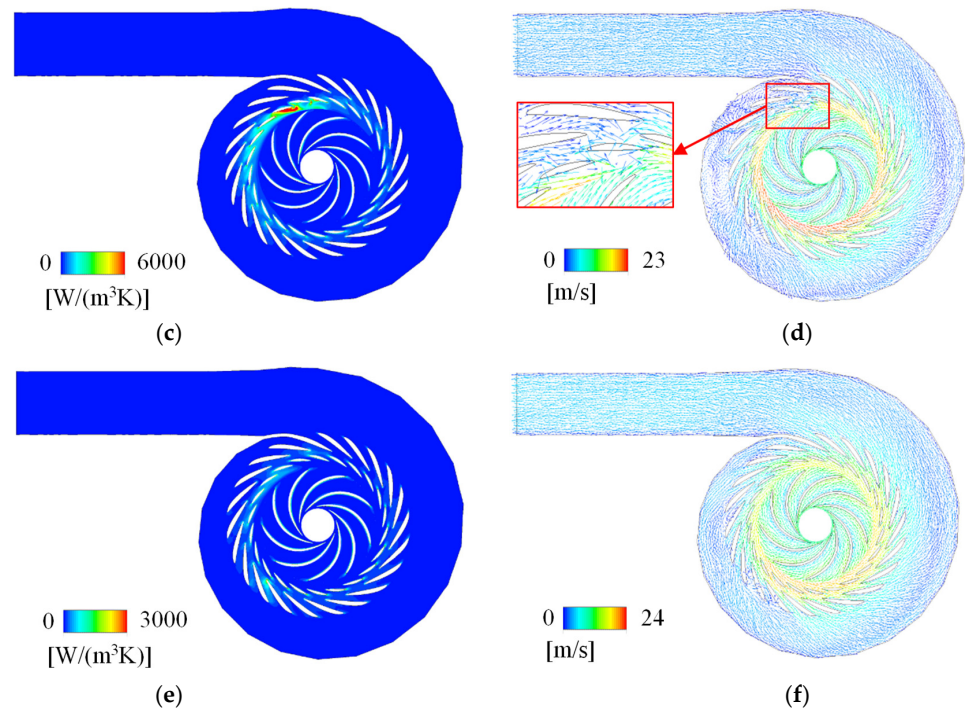 0 6000
[W/(m³K)]
(c)
0 23
[m/s]
(d)
0 3000
[W/(m³K)]
(e)
0 24
[m/s]
(f)